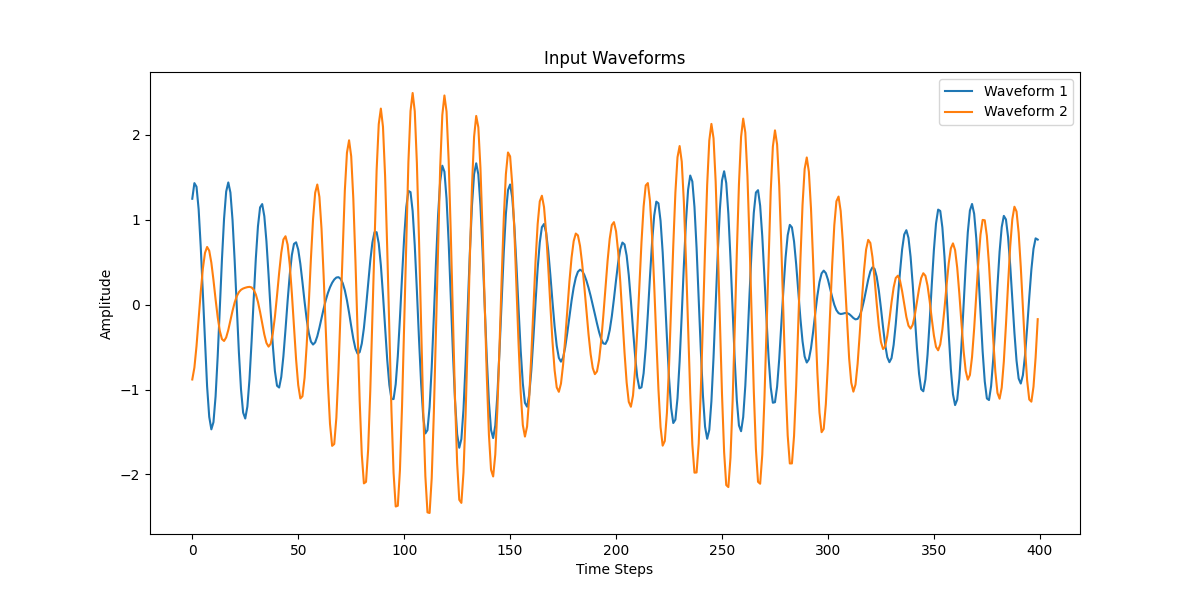 Input Waveforms
Waveform 1
Waveform 2
Amplitude
2
1
0
−1
−2
0 50 100 150 200 250 300 350 400
Time Steps